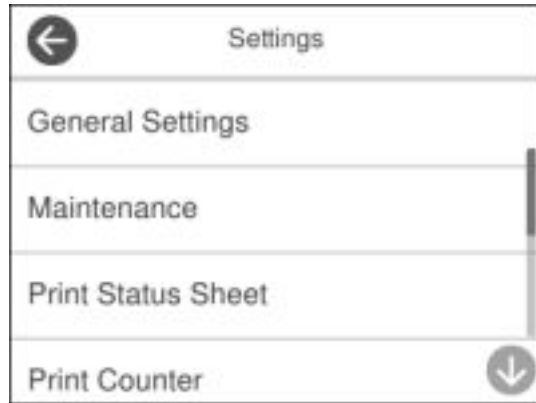 Settings
General Settings
Maintenance
Print Status Sheet
Print Counter